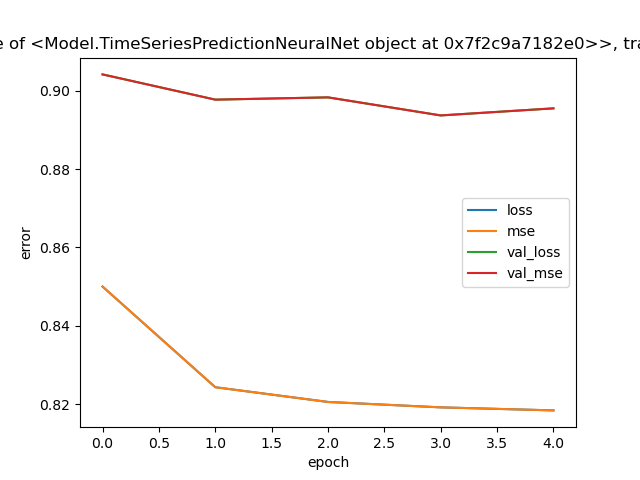 e of <Model.TimeSeriesPredictionNeuralNet object at 0x7f2c9a7182e0>>, tra
0.90
0.88
0.86
0.84
0.82
error
loss
mse
val_loss
val_mse
0.0 0.5 1.0 1.5 2.0 2.5 3.0 3.5 4.0
epoch